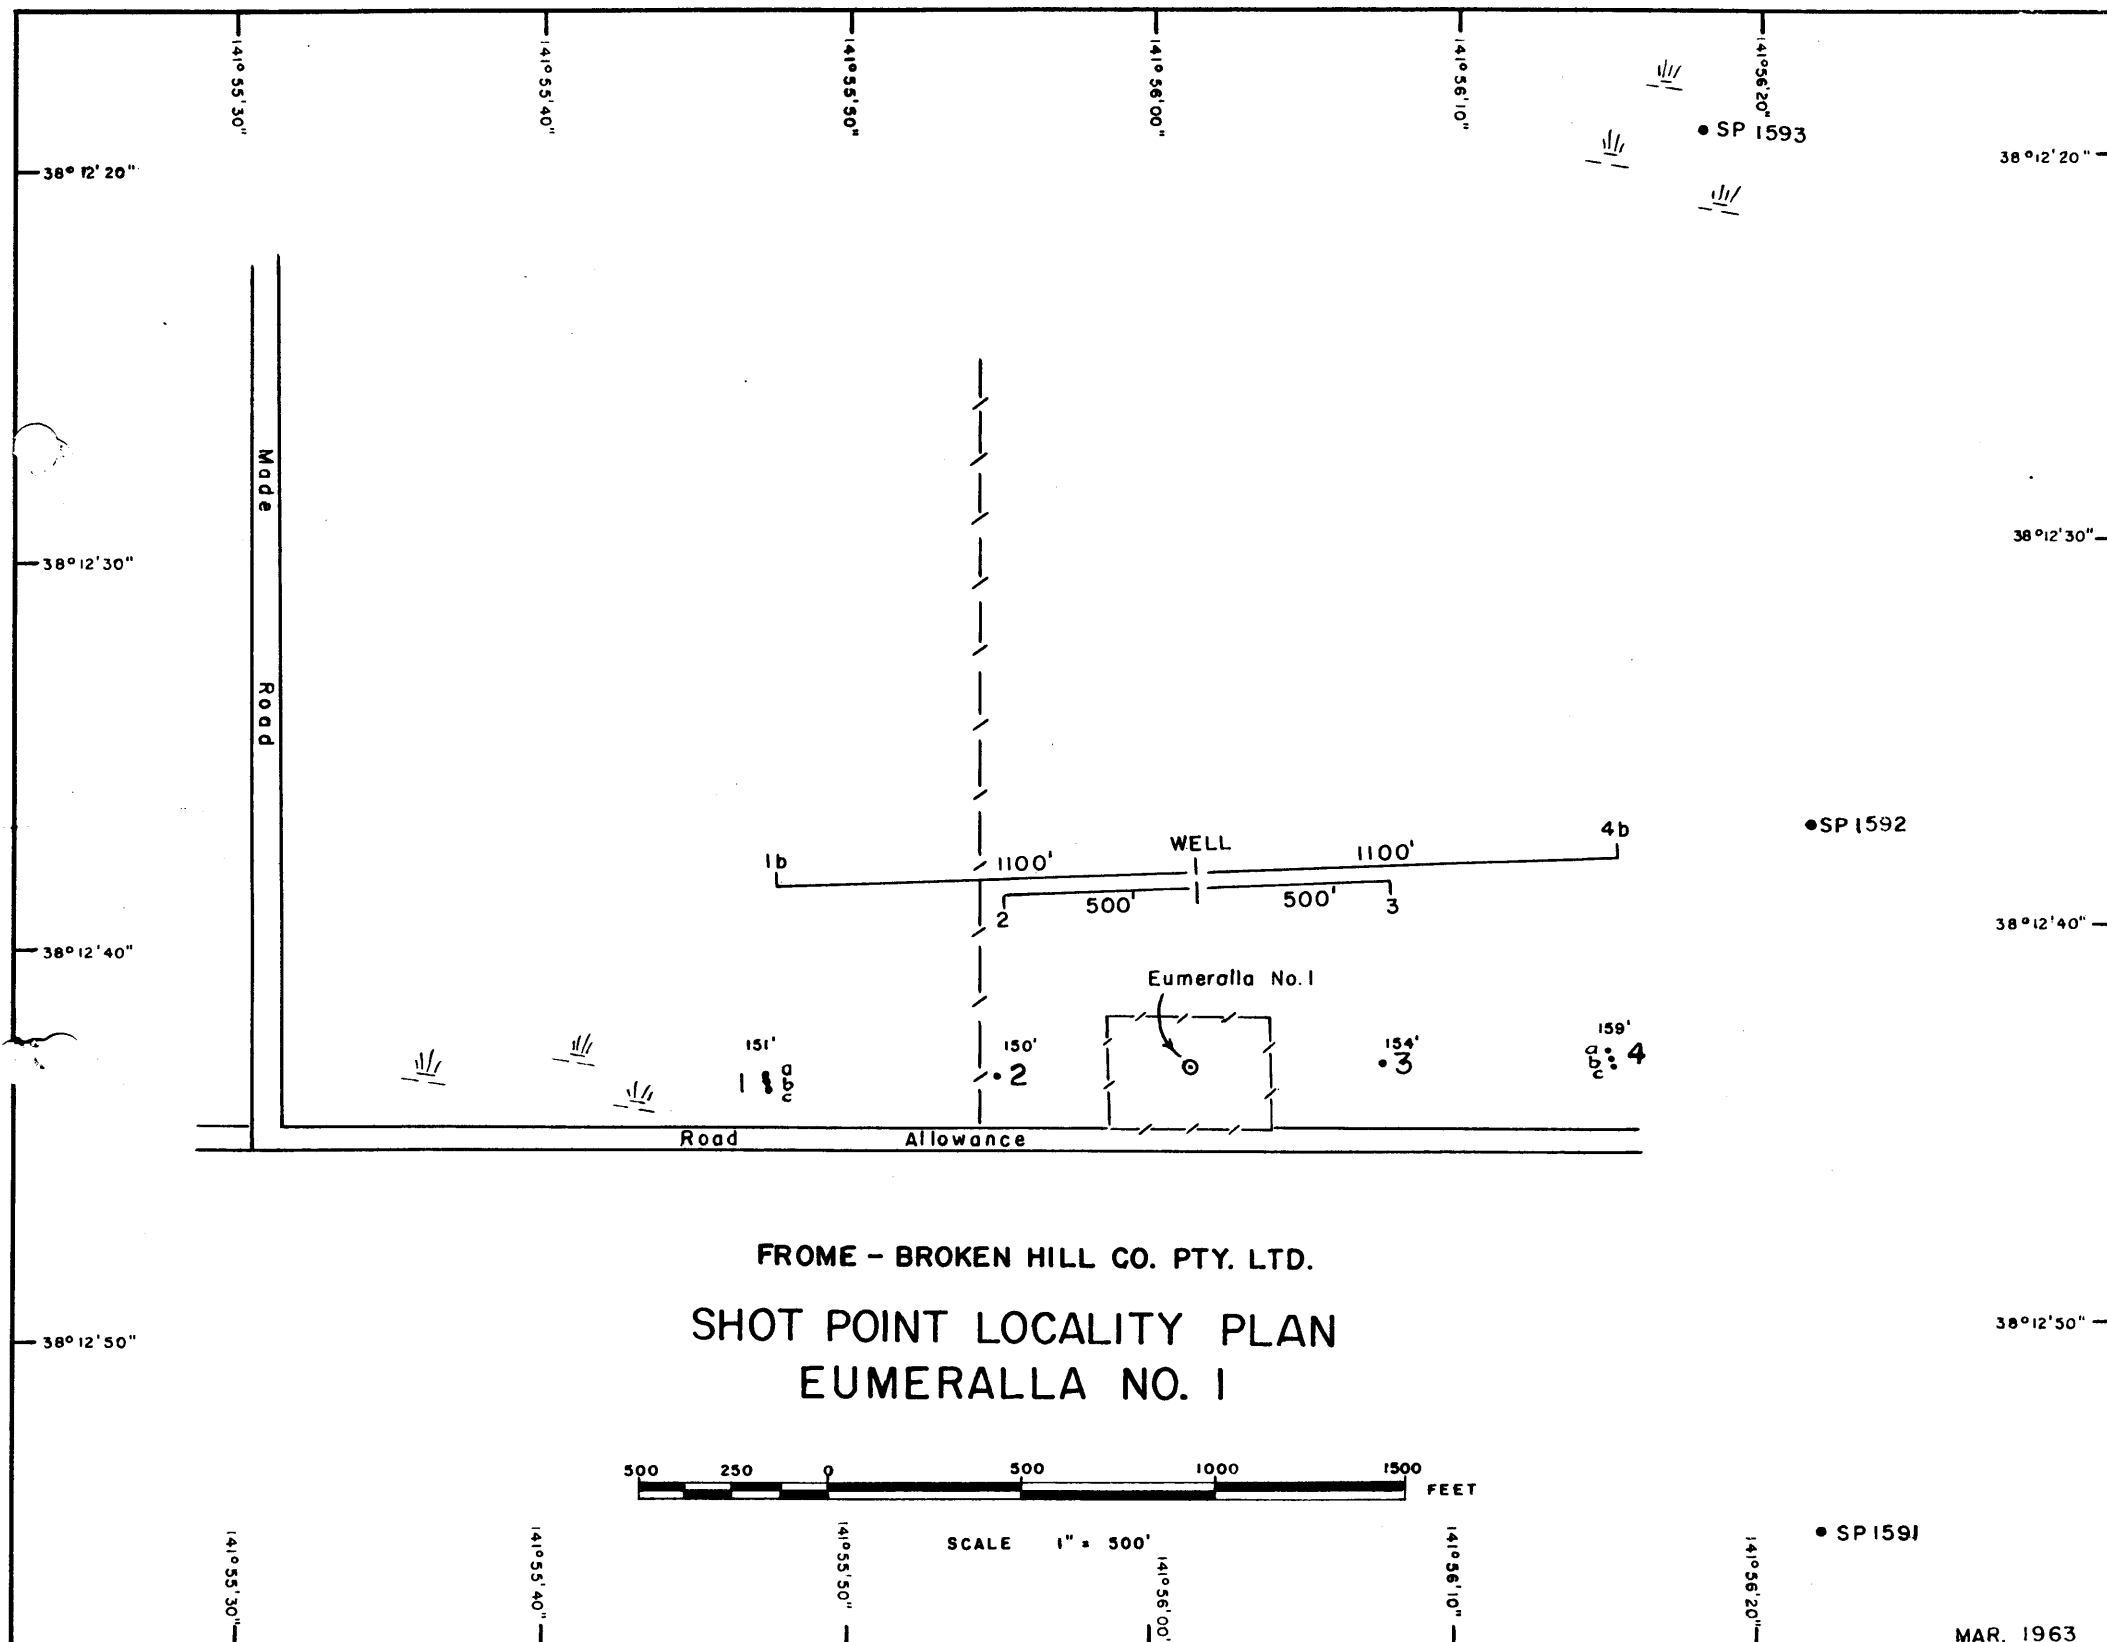 141°55'30"
141°55'40"
141°55'50"
141°56'00"
141°56'10"
141°56'20"
SP 1593
38°12'20"
38°12'20"
Made Road
38°12'30"
38°12'30"
SP 1592
WELL
4b
1b
1100'
1100'
2
500'
500'
3
38°12'40"
38°12'40"
Eumeralla No. 1
151'
150'
154'
159'
1 a b c
2
3
a b c 4
Road Allowance
FROME - BROKEN HILL CO. PTY. LTD.
SHOT POINT LOCALITY PLAN
EUMERALLA NO. 1
38°12'50"
38°12'50"
500 250 0 500 1000 1500
FEET
SCALE 1" = 500'
SP 1591
141°55'30"
141°55'40"
141°55'50"
141°56'00"
141°56'10"
141°56'20"
MAR. 1963